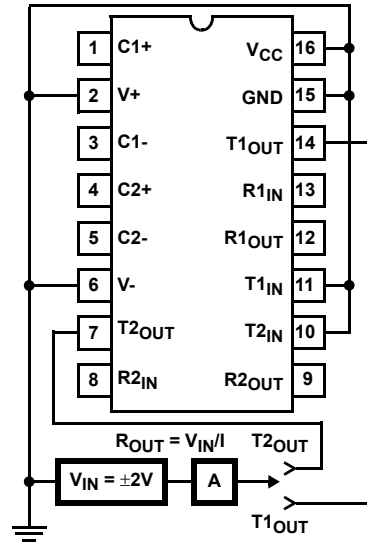 1 C1+ V_CC 16
2 V+ GND 15
3 C1- T1_OUT 14
4 C2+ R1_IN 13
5 C2- R1_OUT 12
6 V- T1_IN 11
7 T2_OUT T2_IN 10
8 R2_IN R2_OUT 9
R_OUT = V_IN/I T2_OUT
V_IN = ±2V A
T1_OUT